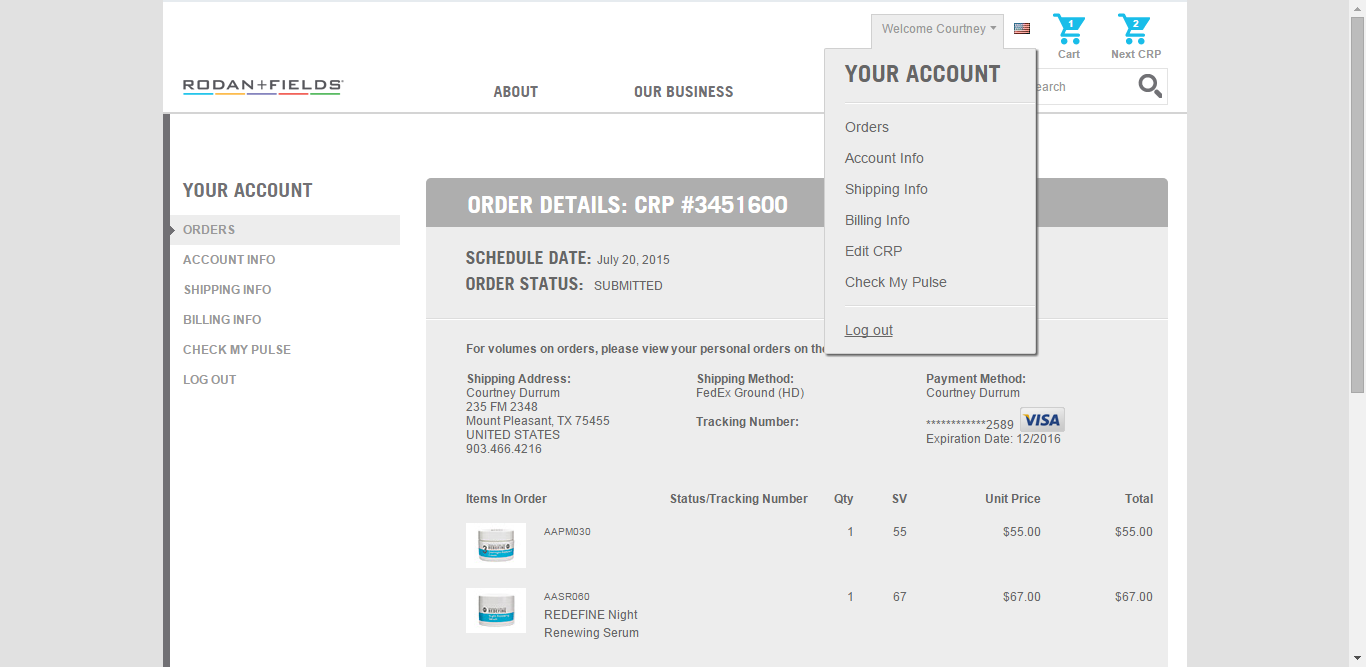 Welcome Courtney
1
2
Cart
Next CRP
RODAN+FIELDS
ABOUT
OUR BUSINESS
earch
YOUR ACCOUNT
Orders
Account Info
Shipping Info
Billing Info
Edit CRP
Check My Pulse
Log out
YOUR ACCOUNT
ORDERS
ACCOUNT INFO
SHIPPING INFO
BILLING INFO
CHECK MY PULSE
LOG OUT
ORDER DETAILS: CRP #3451600
SCHEDULE DATE: July 20, 2015
ORDER STATUS: SUBMITTED
For volumes on orders, please view your personal orders on the
Shipping Address:
Courtney Durrum
235 FM 2348
Mount Pleasant, TX 75455
UNITED STATES
903.466.4216
Shipping Method:
FedEx Ground (HD)
Tracking Number:
Payment Method:
Courtney Durrum
************2589 VISA
Expiration Date: 12/2016
Items In Order Status/Tracking Number Qty SV Unit Price Total
REDEFINE
AAPM030 1 55 $55.00 $55.00
REDEFINE
AASR060 1 67 $67.00 $67.00
REDEFINE Night
Renewing Serum